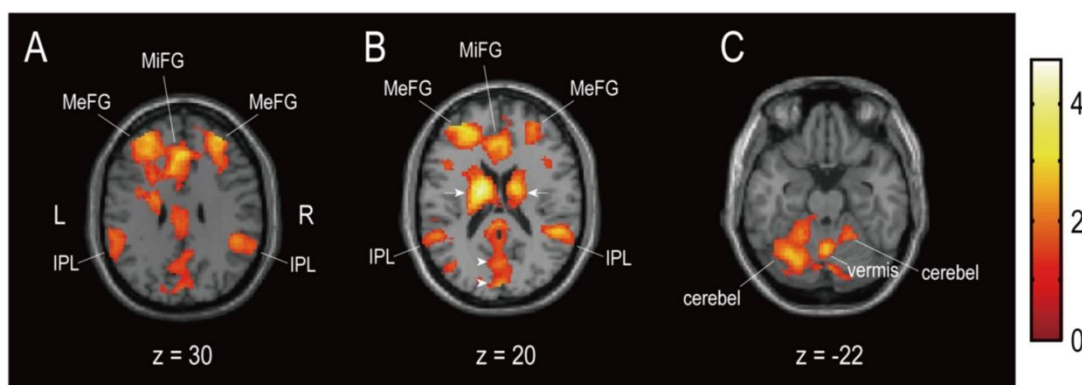 A
MiFG
MeFG
MeFG
L
R
IPL
IPL
z = 30
B
MiFG
MeFG
MeFG
IPL
IPL
z = 20
C
cerebel
vermis
cerebel
z = -22
4
2
0